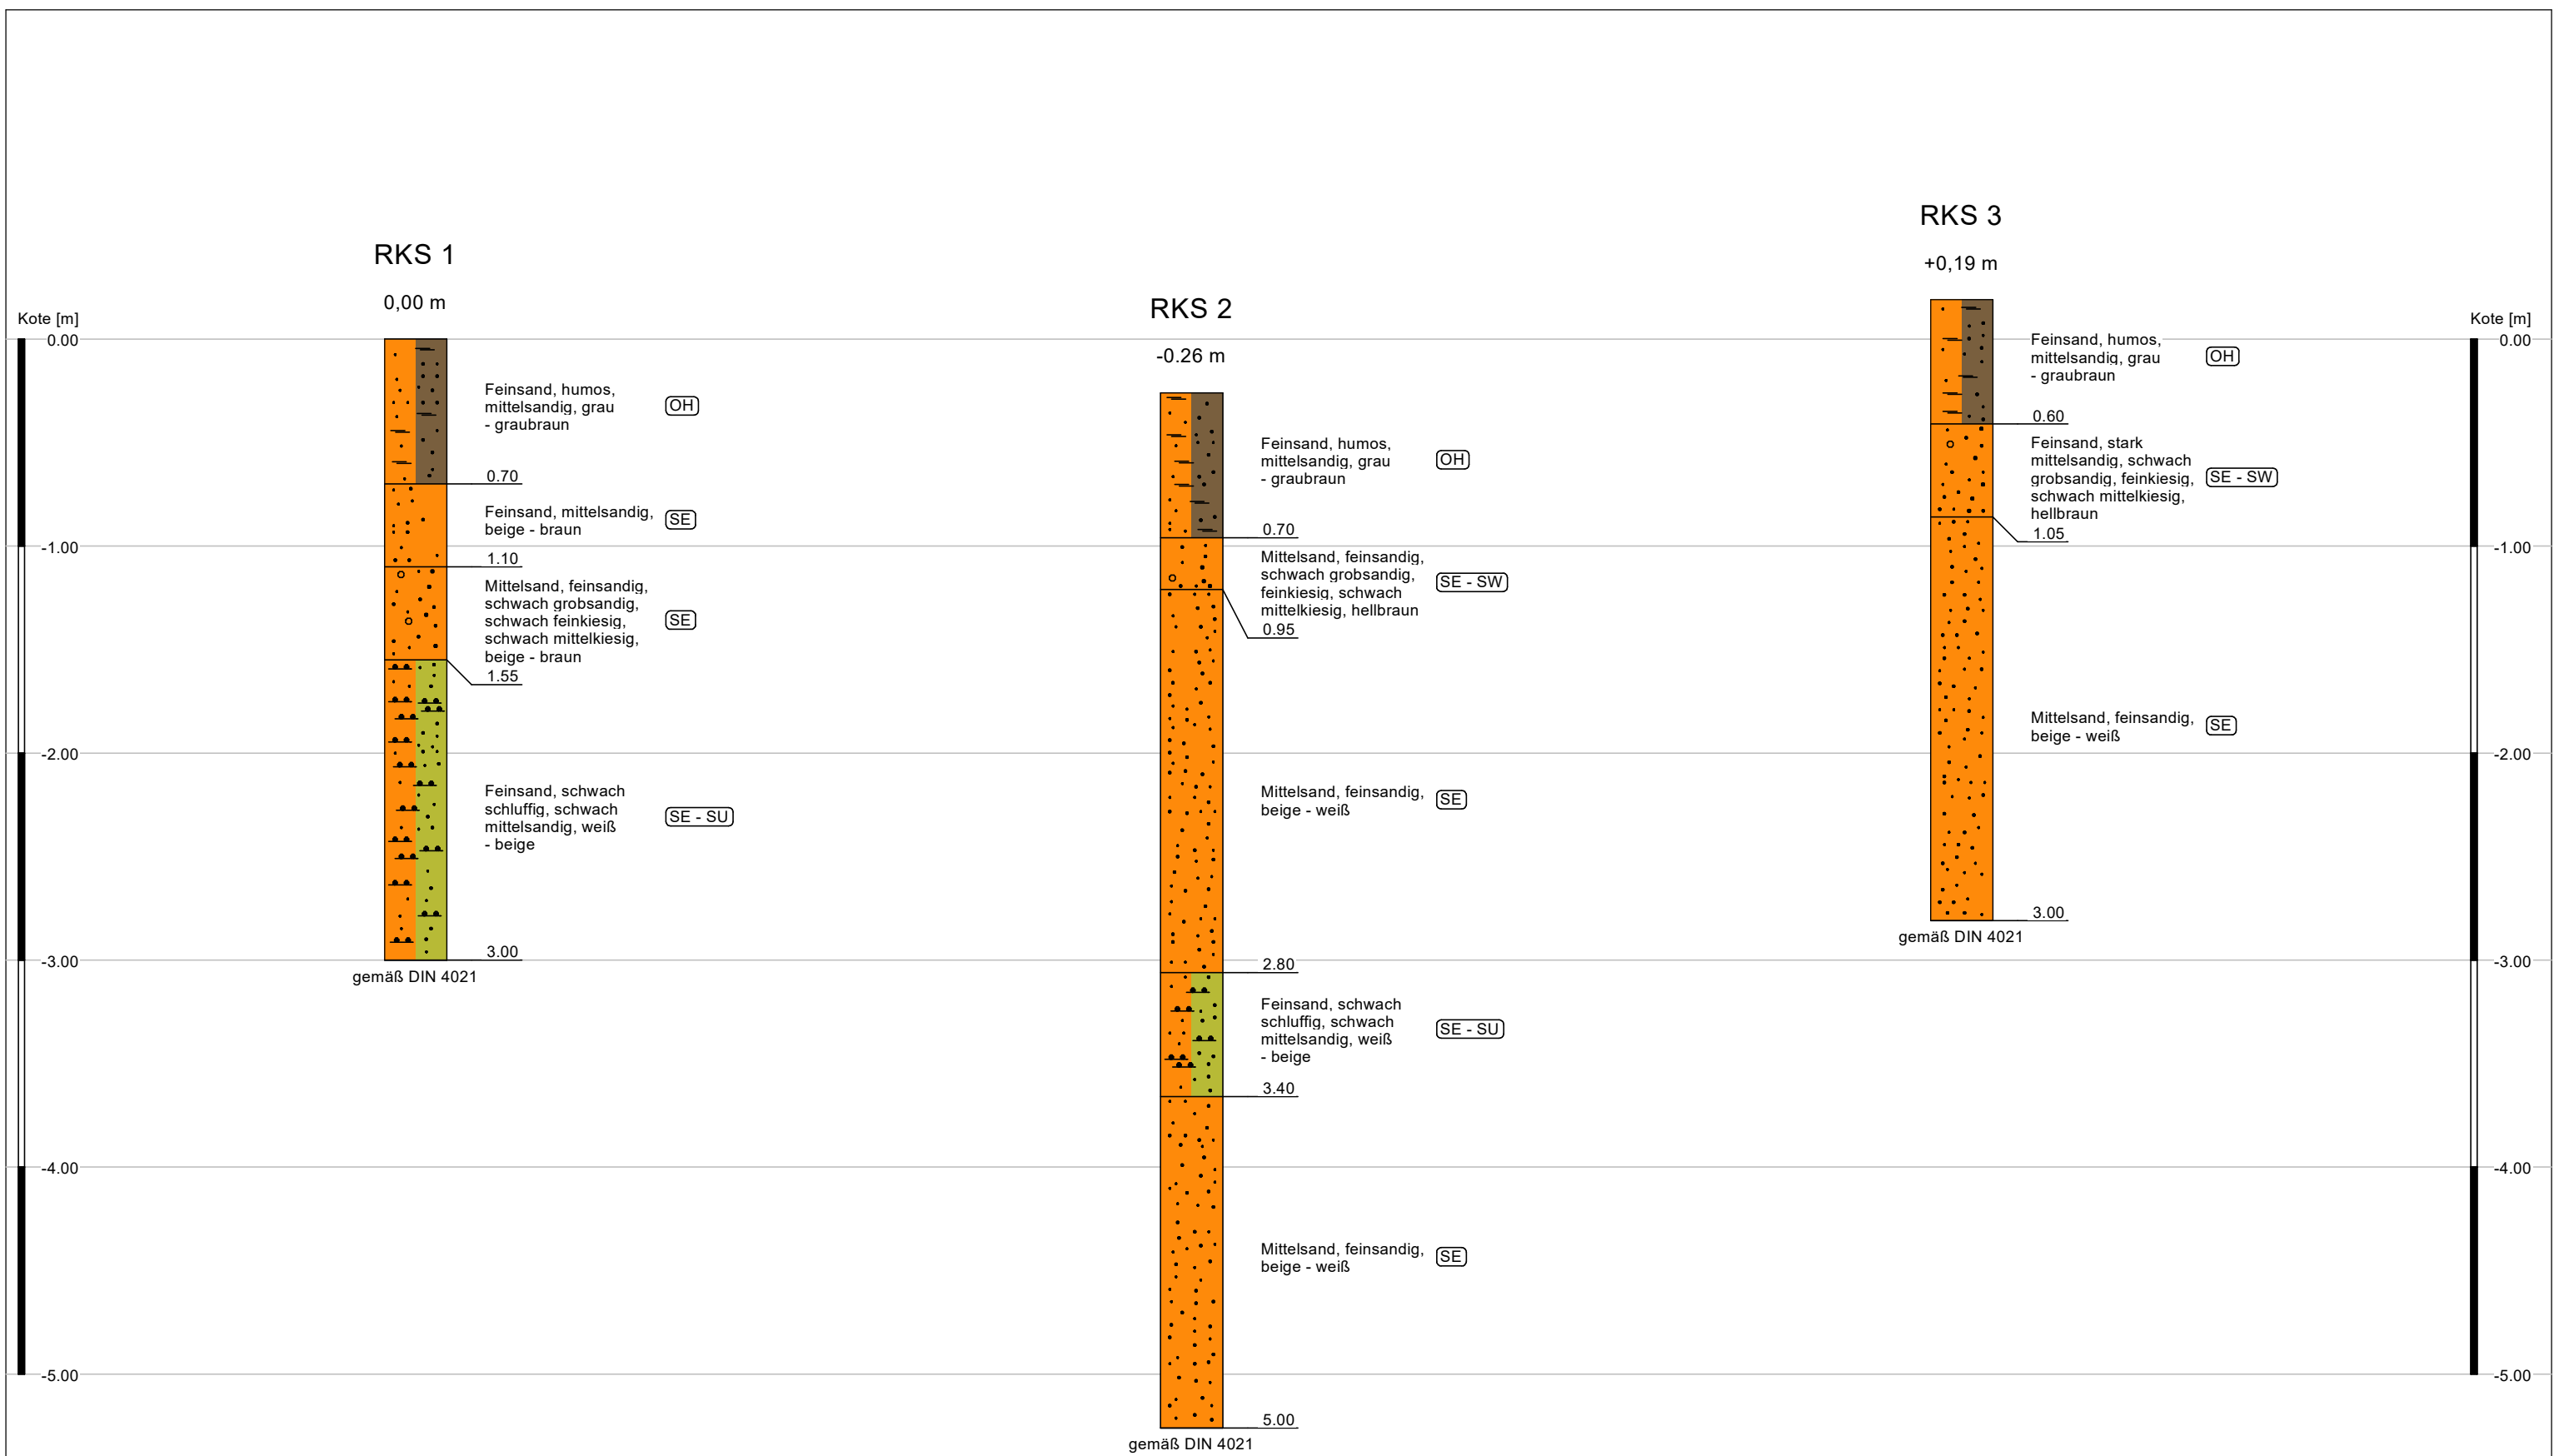 Kote [m]
0.00
-1.00
-2.00
-3.00
-4.00
-5.00
RKS 1
0,00 m
Feinsand, humos,
mittelsandig, grau
- graubraun
OH
0.70
Feinsand, mittelsandig,
beige - braun
SE
1.10
Mittelsand, feinsandig,
schwach grobsandig,
schwach feinkiesig,
schwach mittelkiesig,
beige - braun
SE
1.55
Feinsand, schwach
schluffig, schwach
mittelsandig, weiß
- beige
SE - SU
3.00
gemäß DIN 4021
RKS 2
-0.26 m
Feinsand, humos,
mittelsandig, grau
- graubraun
OH
0.70
Mittelsand, feinsandig,
schwach grobsandig,
feinkiesig, schwach
mittelkiesig, hellbraun
SE - SW
0.95
Mittelsand, feinsandig,
beige - weiß
SE
2.80
Feinsand, schwach
schluffig, schwach
mittelsandig, weiß
- beige
SE - SU
3.40
Mittelsand, feinsandig,
beige - weiß
SE
5.00
gemäß DIN 4021
RKS 3
+0,19 m
Feinsand, humos,
mittelsandig, grau
- graubraun
OH
0.60
Feinsand, stark
mittelsandig, schwach
grobsandig, feinkiesig,
schwach mittelkiesig,
hellbraun
SE - SW
1.05
Mittelsand, feinsandig,
beige - weiß
SE
3.00
gemäß DIN 4021
Kote [m]
0.00
-1.00
-2.00
-3.00
-4.00
-5.00